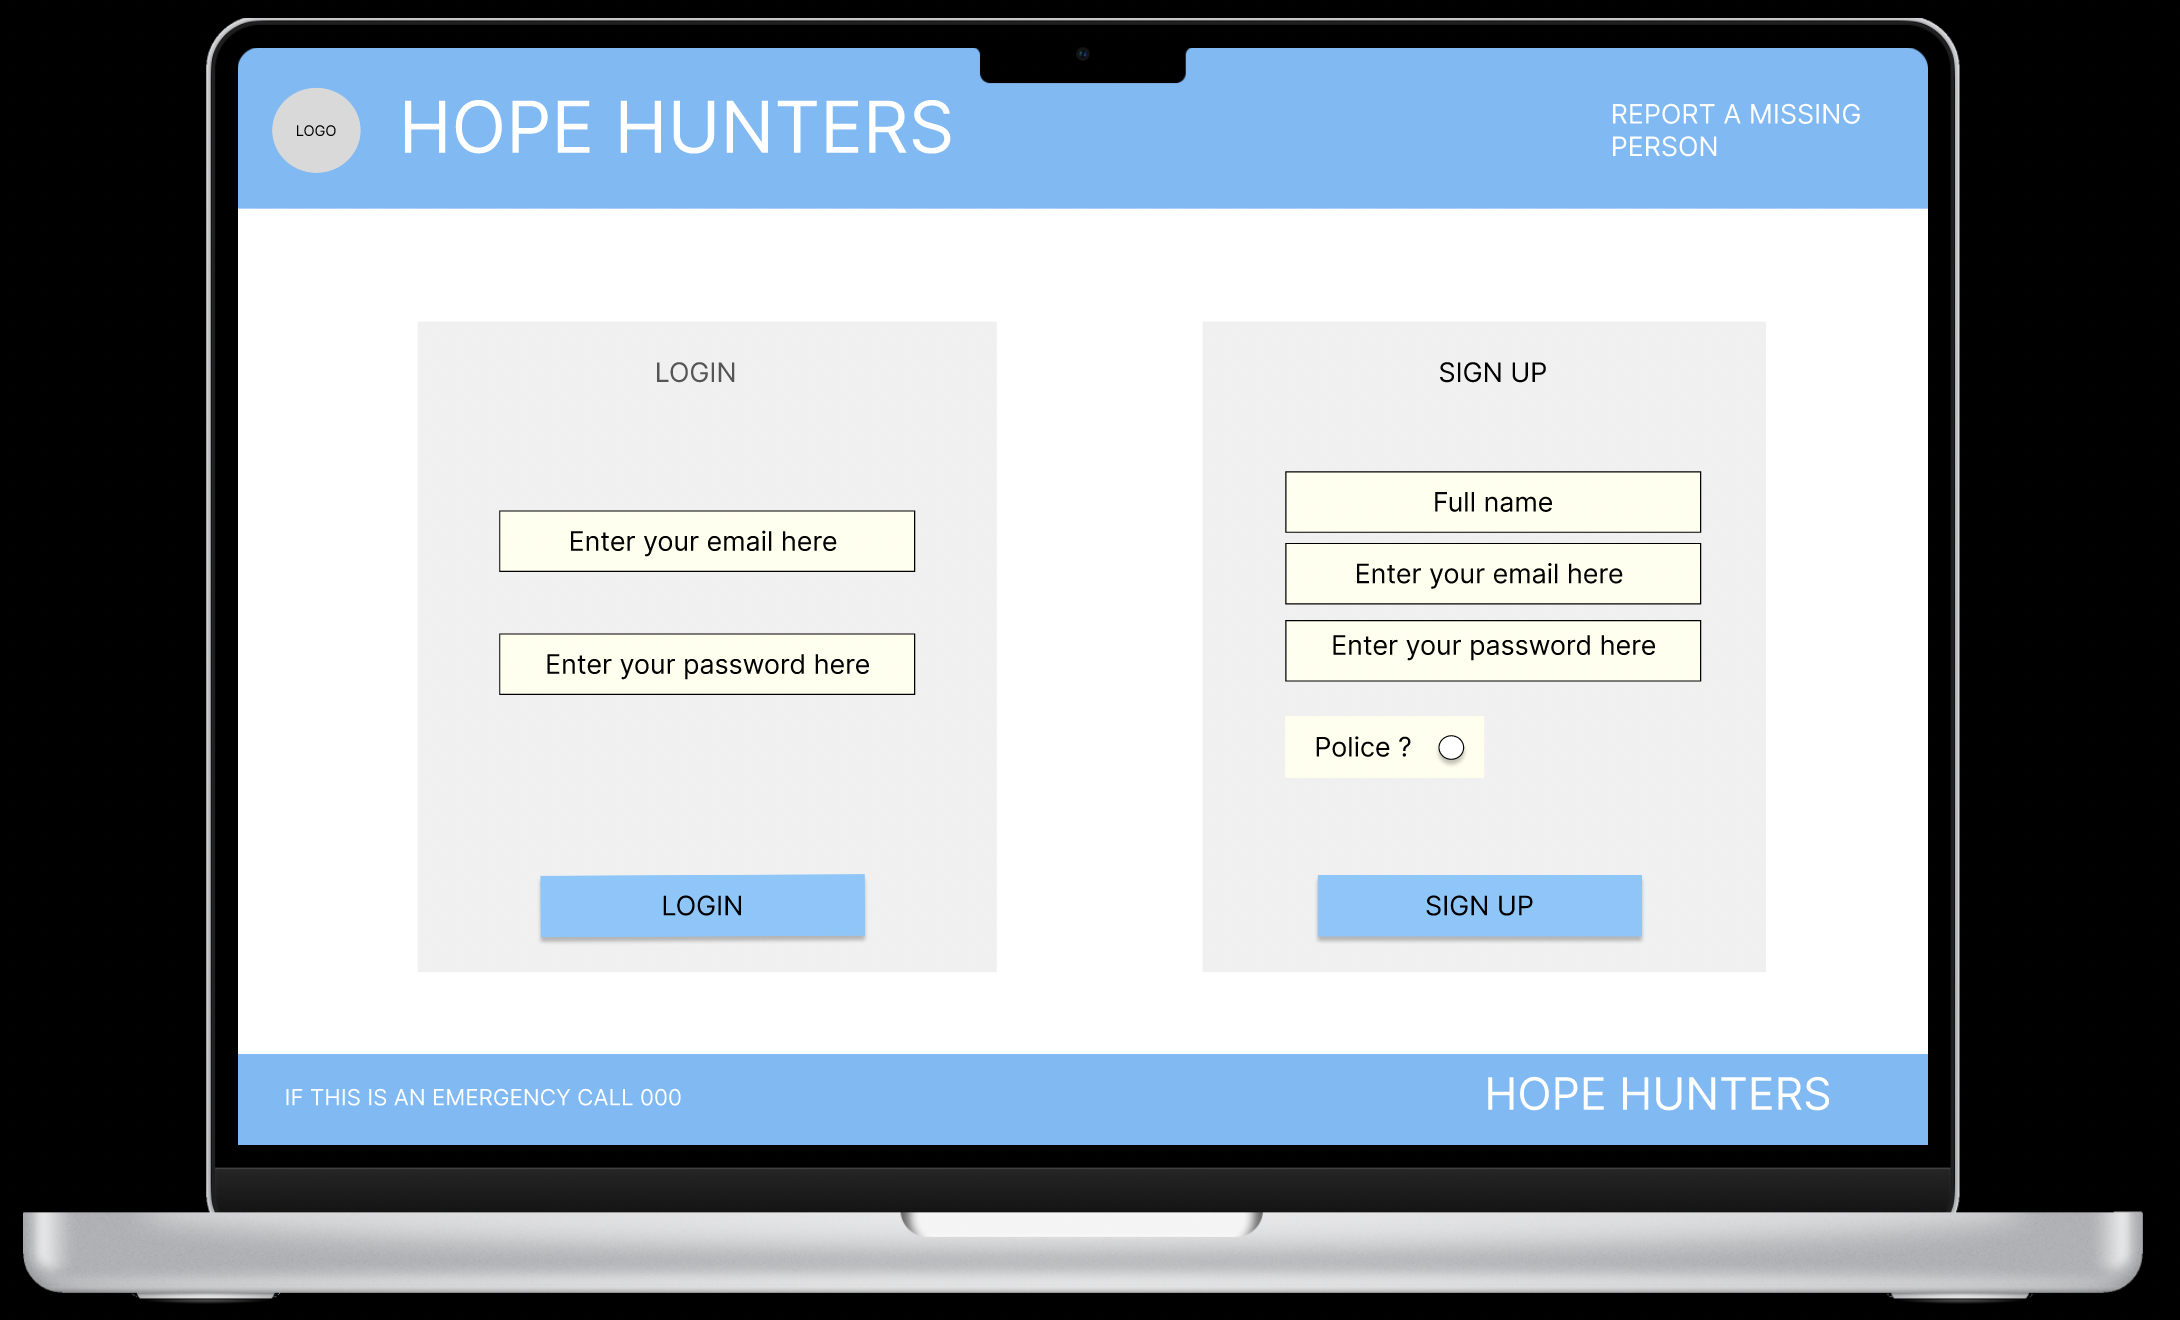 LOGO
HOPE HUNTERS
REPORT A MISSING
PERSON
LOGIN
Enter your email here
Enter your password here
LOGIN
SIGN UP
Full name
Enter your email here
Enter your password here
Police ?
SIGN UP
IF THIS IS AN EMERGENCY CALL 000
HOPE HUNTERS